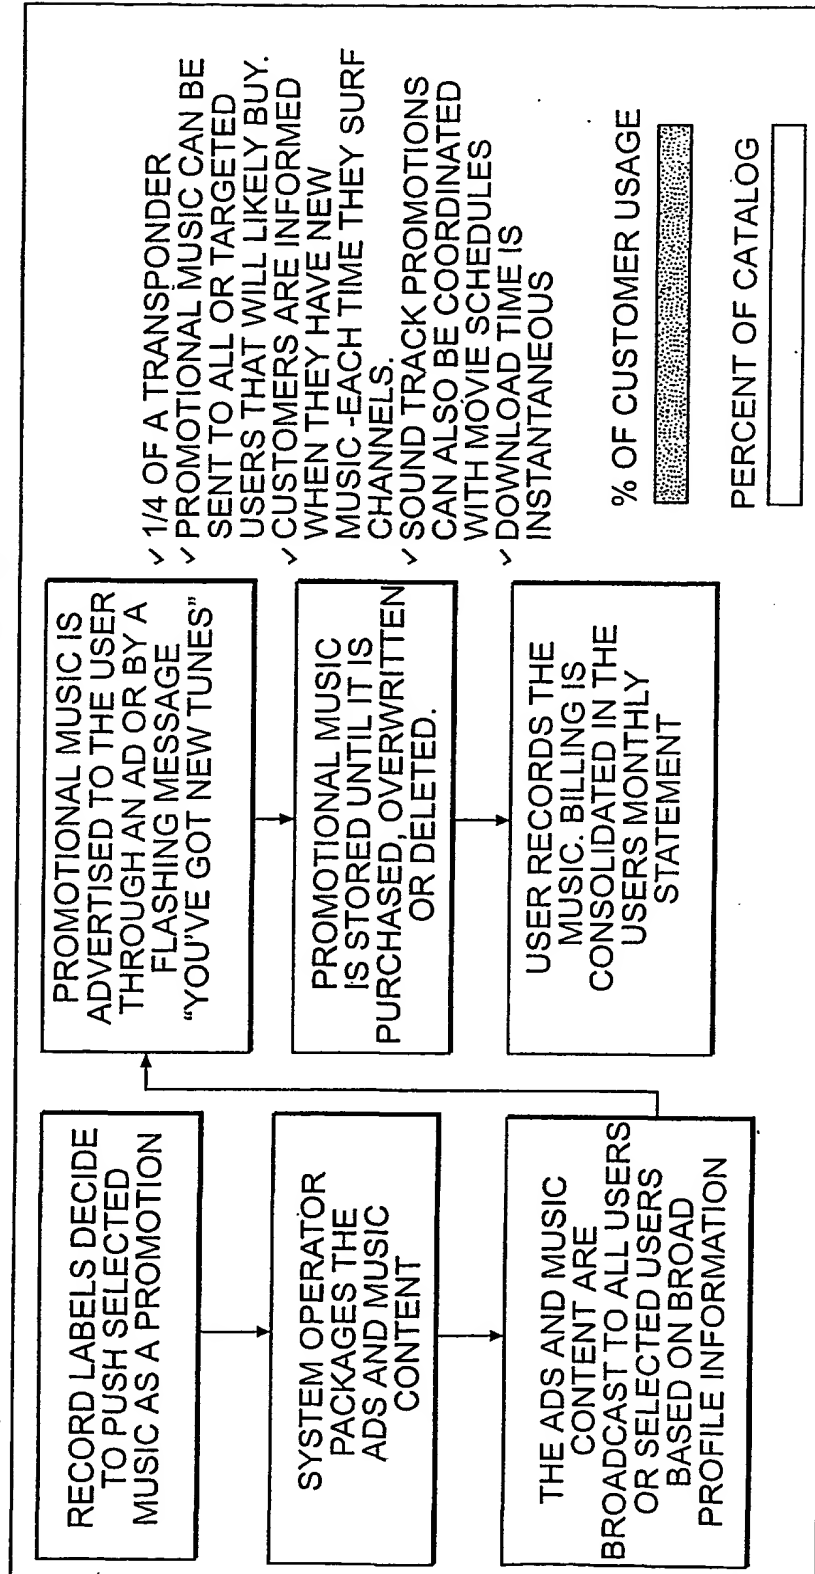 RECORD LABELS DECIDE
TO PUSH SELECTED
MUSIC AS A PROMOTION
SYSTEM OPERATOR
PACKAGES THE
ADS AND MUSIC
CONTENT
THE ADS AND MUSIC
CONTENT ARE
BROADCAST TO ALL USERS
OR SELECTED USERS
BASED ON BROAD
PROFILE INFORMATION
PROMOTIONAL MUSIC IS
ADVERTISED TO THE USER
THROUGH AN AD OR BY A
FLASHING MESSAGE
“YOU'VE GOT NEW TUNES”
PROMOTIONAL MUSIC
IS STORED UNTIL IT IS
PURCHASED, OVERWRITTEN
OR DELETED.
USER RECORDS THE
MUSIC. BILLING IS
CONSOLIDATED IN THE
USERS MONTHLY
STATEMENT
✓ 1/4 OF A TRANSPONDER
✓ PROMOTIONAL MUSIC CAN BE
SENT TO ALL OR TARGETED
USERS THAT WILL LIKELY BUY.
✓ CUSTOMERS ARE INFORMED
WHEN THEY HAVE NEW
MUSIC -EACH TIME THEY SURF
CHANNELS.
✓ SOUND TRACK PROMOTIONS
CAN ALSO BE COORDINATED
WITH MOVIE SCHEDULES
✓ DOWNLOAD TIME IS
INSTANTANEOUS
% OF CUSTOMER USAGE
PERCENT OF CATALOG